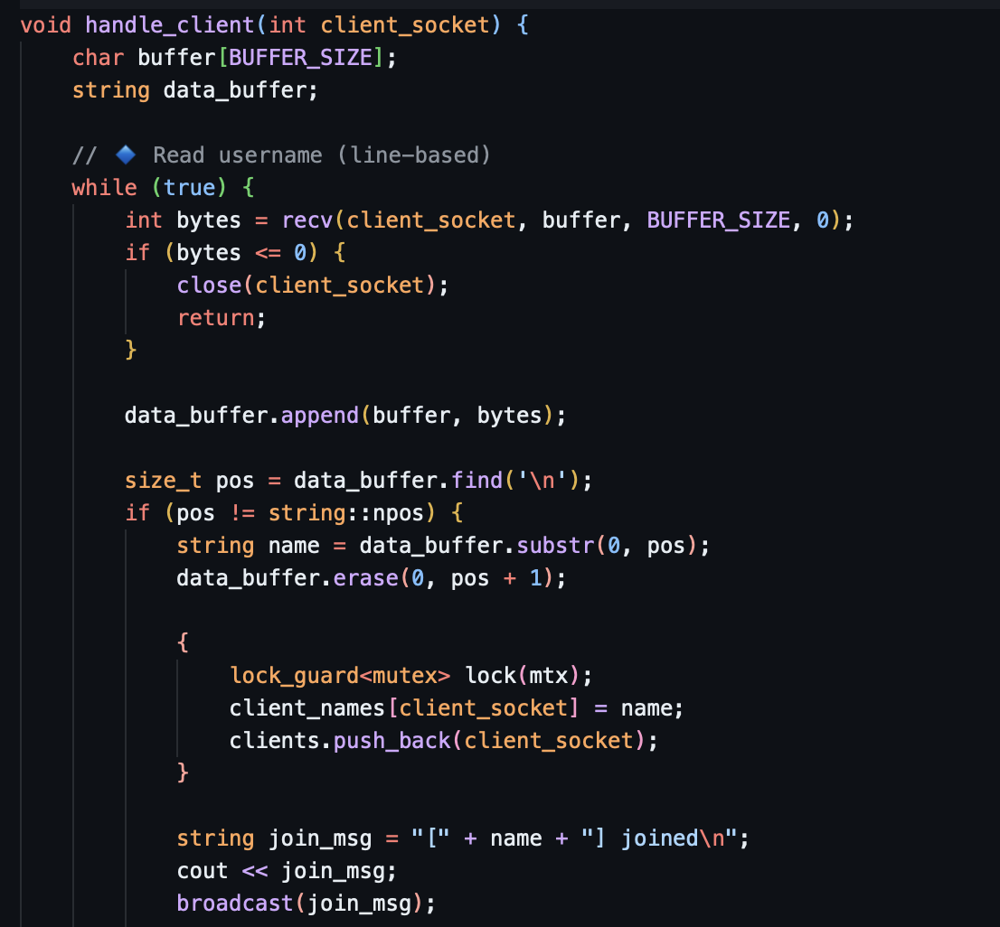 void handle_client(int client_socket) {
    char buffer[BUFFER_SIZE];
    string data_buffer;

    // 🔷 Read username (line-based)
    while (true) {
        int bytes = recv(client_socket, buffer, BUFFER_SIZE, 0);
        if (bytes <= 0) {
            close(client_socket);
            return;
        }

        data_buffer.append(buffer, bytes);

        size_t pos = data_buffer.find('\n');
        if (pos != string::npos) {
            string name = data_buffer.substr(0, pos);
            data_buffer.erase(0, pos + 1);

            {
                lock_guard<mutex> lock(mtx);
                client_names[client_socket] = name;
                clients.push_back(client_socket);
            }

            string join_msg = "[" + name + "] joined\n";
            cout << join_msg;
            broadcast(join_msg);